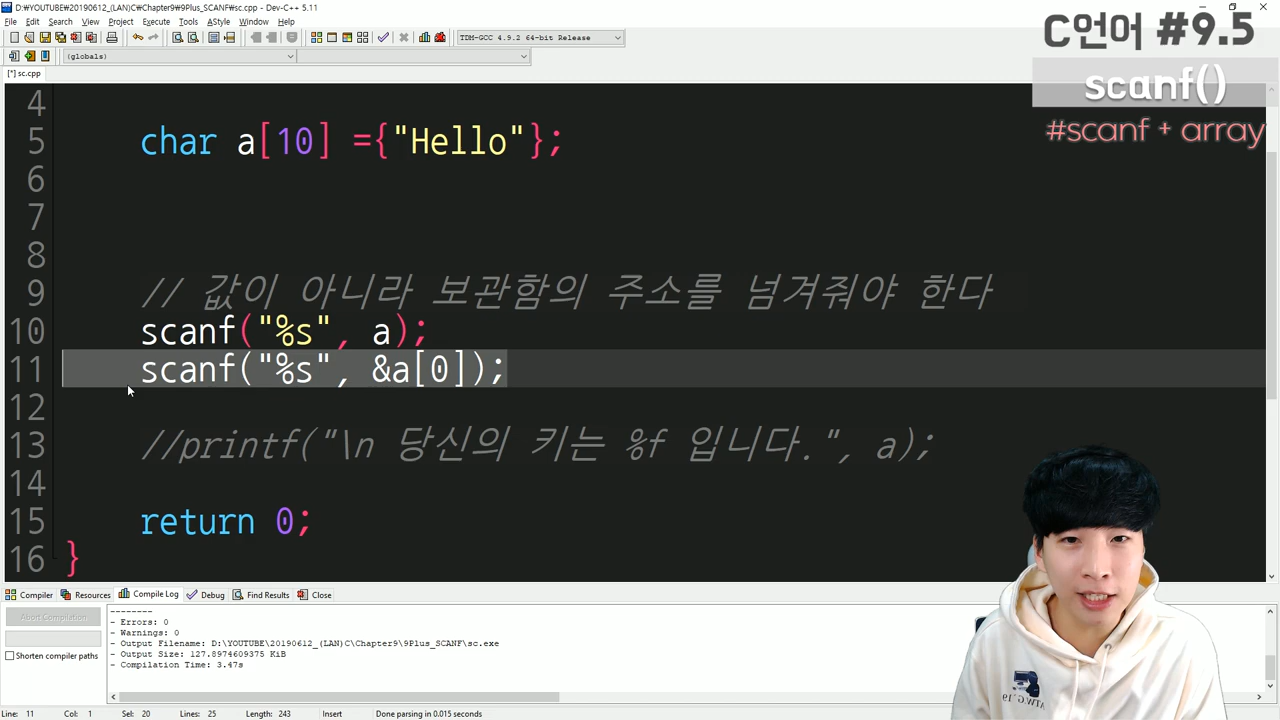 D:₩YOUTUBE₩20190612_(LAN)C₩Chapter9₩9Plus_SCANF₩sc.cpp - Dev-C++ 5.11
File Edit Search View Project Execute Tools AStyle Window Help
TDM-GCC 4.9.2 64-bit Release
(globals)
[*] sc.cpp
C언어 #9.5
scanf()
#scanf + array
4
5 char a[10] ={"Hello"};
6
7
8
9 // 값이 아니라 보관함의 주소를 넘겨줘야 한다
10 scanf("%s", a);
11 scanf("%s", &a[0]);
12
13 //printf("\n 당신의 키는 %f 입니다.", a);
14
15 return 0;
16 }
Compiler Resources Compile Log Debug Find Results Close
Abort Compilation
Shorten compiler paths
--------
- Errors: 0
- Warnings: 0
- Output Filename: D:₩YOUTUBE₩20190612_(LAN)C₩Chapter9₩9Plus_SCANF₩sc.exe
- Output Size: 127.8974609375 KiB
- Compilation Time: 3.47s
ATW.G '19
Line: 11 Col: 1 Sel: 20 Lines: 25 Length: 243 Insert Done parsing in 0.015 seconds